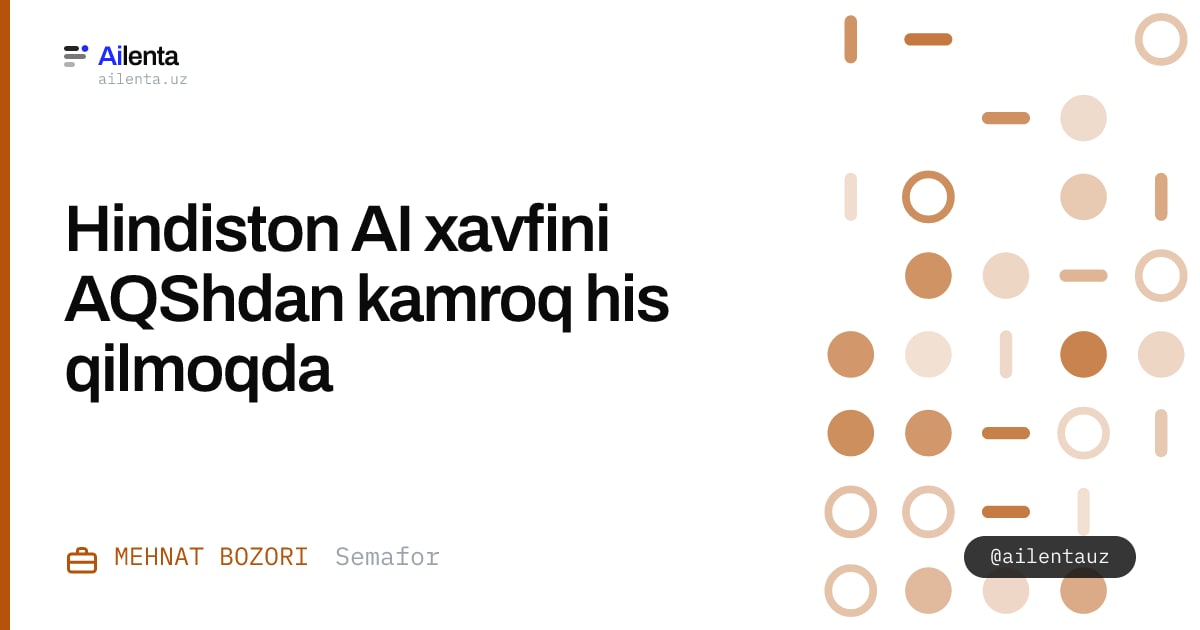 Ailenta
ailenta.uz
Hindiston AI xavfini
AQShdan kamroq his
qilmoqda
MEHNAT BOZORI Semafor
@ailentauz